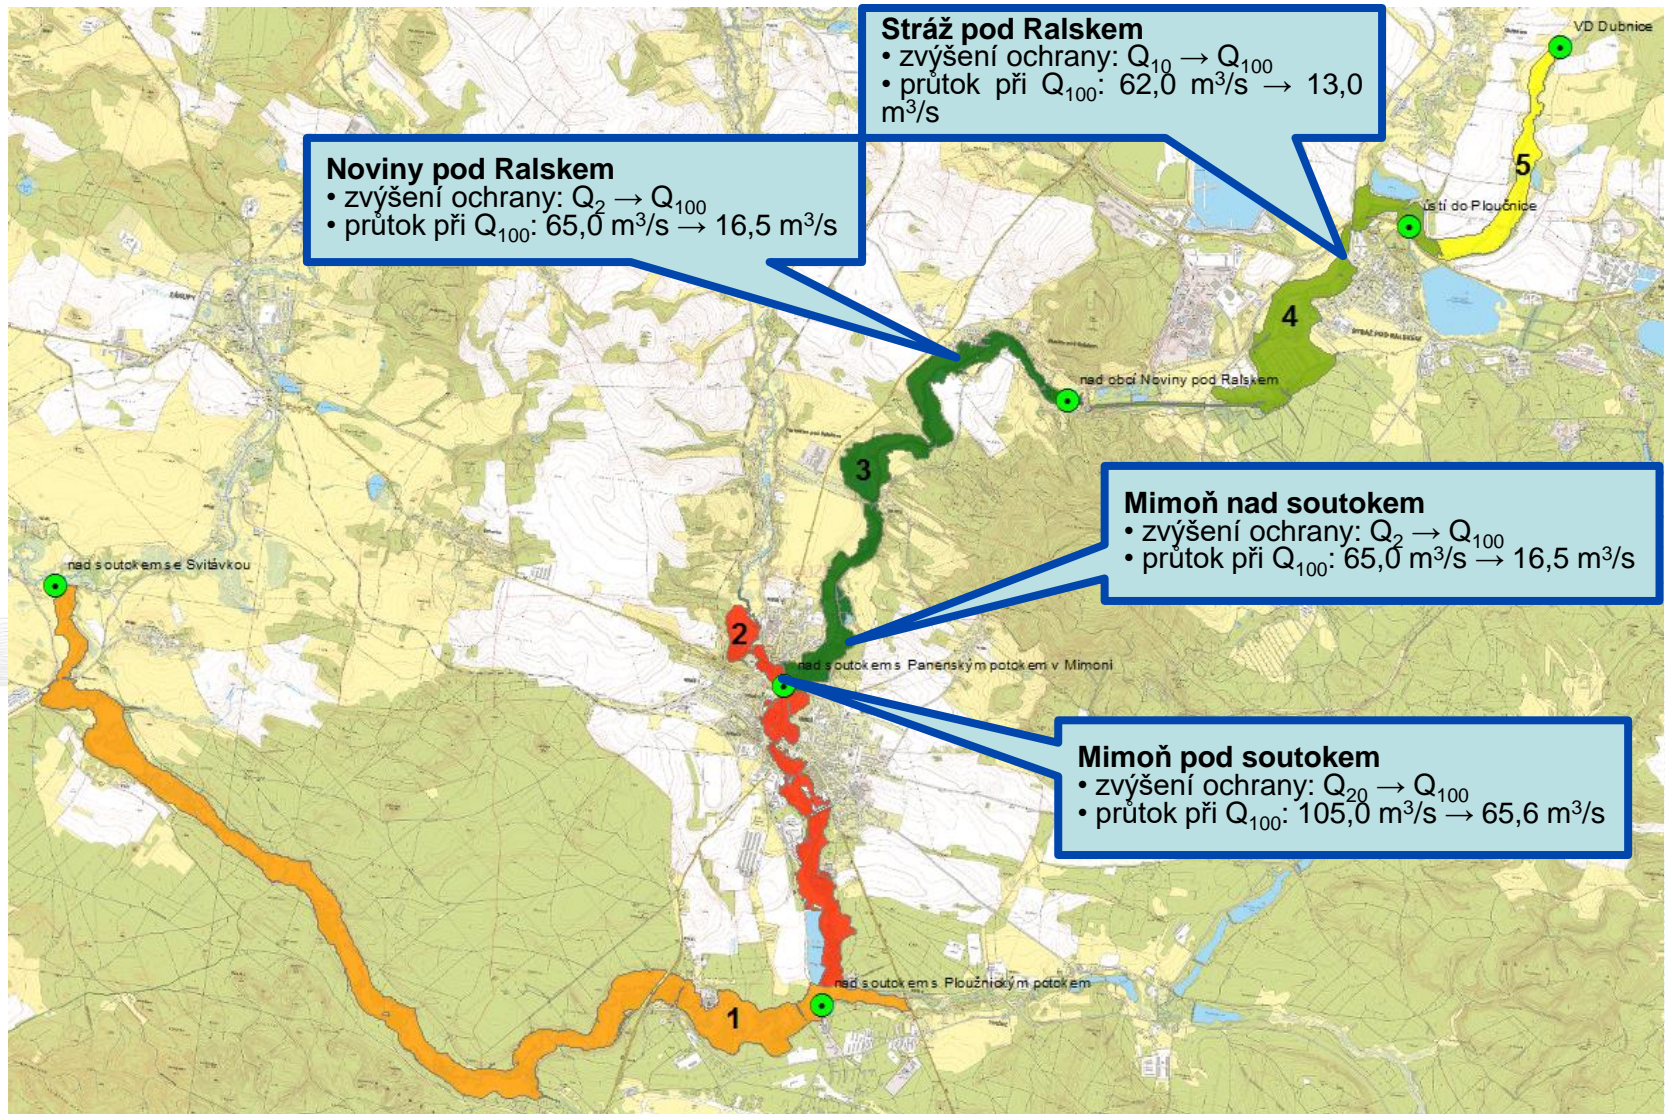 Stráž pod Ralskem
• zvýšení ochrany: Q10 → Q100
• průtok při Q100: 62,0 m³/s → 13,0
m³/s
VD Dubnice
Noviny pod Ralskem
• zvýšení ochrany: Q2 → Q100
• průtok při Q100: 65,0 m³/s → 16,5 m³/s
5
ústí do Ploučnice
4
STRÁŽ POD RALSKEM
nad obcí Noviny pod Ralskem
3
Mimoň nad soutokem
• zvýšení ochrany: Q2 → Q100
• průtok při Q100: 65,0 m³/s → 16,5 m³/s
nad soutokem se Svitávkou
2
nad soutokem s Panenským potokem v Mimoni
Mimoň pod soutokem
• zvýšení ochrany: Q20 → Q100
• průtok při Q100: 105,0 m³/s → 65,6 m³/s
nad soutokem s Ploužnickým potokem
1